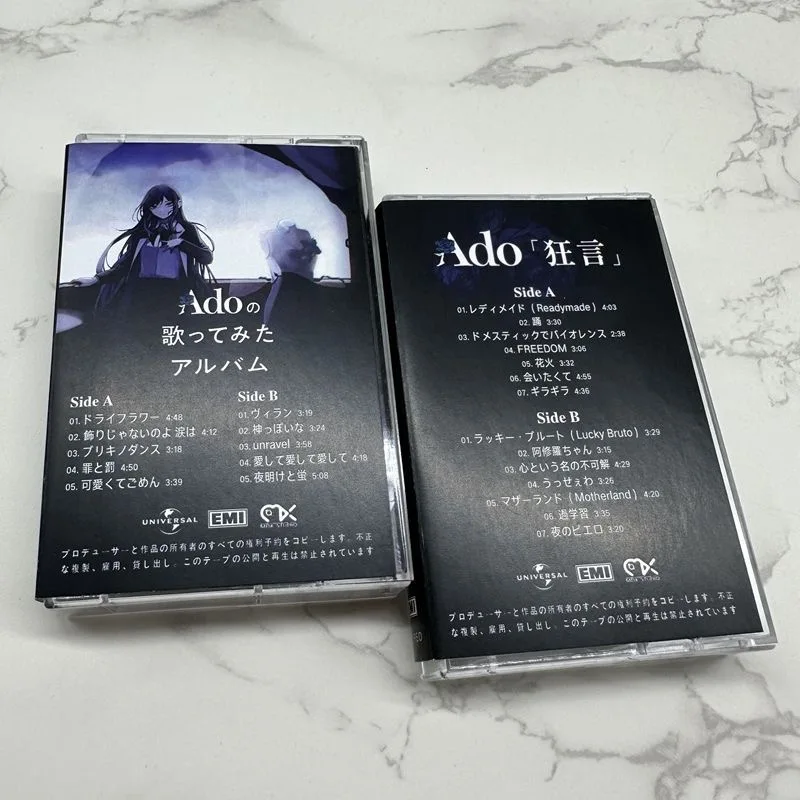 Adoの
歌ってみた
アルバム
Side A
01.ドライフラワー 4:48
02.飾りじゃないのよ 涙は 4:12
03.ブリキノダンス 3:18
04.罪と罰 4:50
05.可愛くてごめん 3:39
Side B
01.ヴィラン 3:19
02.神っぽいな 3:24
03.unravel 3:58
04.愛して愛して愛して 4:18
05.夜明けと蛍 5:08
UNIVERSAL EMI
プロデューサーと作品の所有者のすべての権利予約をコピーします。不正
な複製、雇用、貸し出し。このテープの公開と再生は禁止されています
Ado「狂言」
Side A
01.レディメイド ( Readymade ) 4:03
02.踊 3:30
03.ドメスティックでバイオレンス 2:38
04.FREEDOM 3:06
05.花火 3:32
06.会いたくて 4:55
07.ギラギラ 4:36
Side B
01.ラッキー・ブルート ( Lucky Bruto ) 3:29
02.阿修羅ちゃん 3:15
03.心という名の不可解 4:29
04.うっせぇわ 3:26
05.マザーランド ( Motherland ) 4:20
06.過学習 3:35
07.夜のピエロ 3:20
UNIVERSAL EMI
プロデューサーと作品の所有者のすべての権利予約をコピーします。不正
な複製、雇用、貸し出し。このテープの公開と再生は禁止されています
EMI